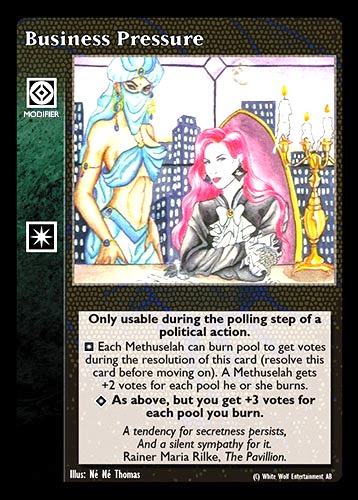 Business Pressure
MODIFIER
Only usable during the polling step of a
political action.
Each Methuselah can burn pool to get votes
during the resolution of this card (resolve this
card before moving on). A Methuselah gets
+2 votes for each pool he or she burns.
As above, but you get +3 votes for
each pool you burn.
A tendency for secretness persists,
And a silent sympathy for it.
Rainer Maria Rilke, The Pavillion.
Illus: Né Né Thomas
(C) White Wolf Entertainment AB